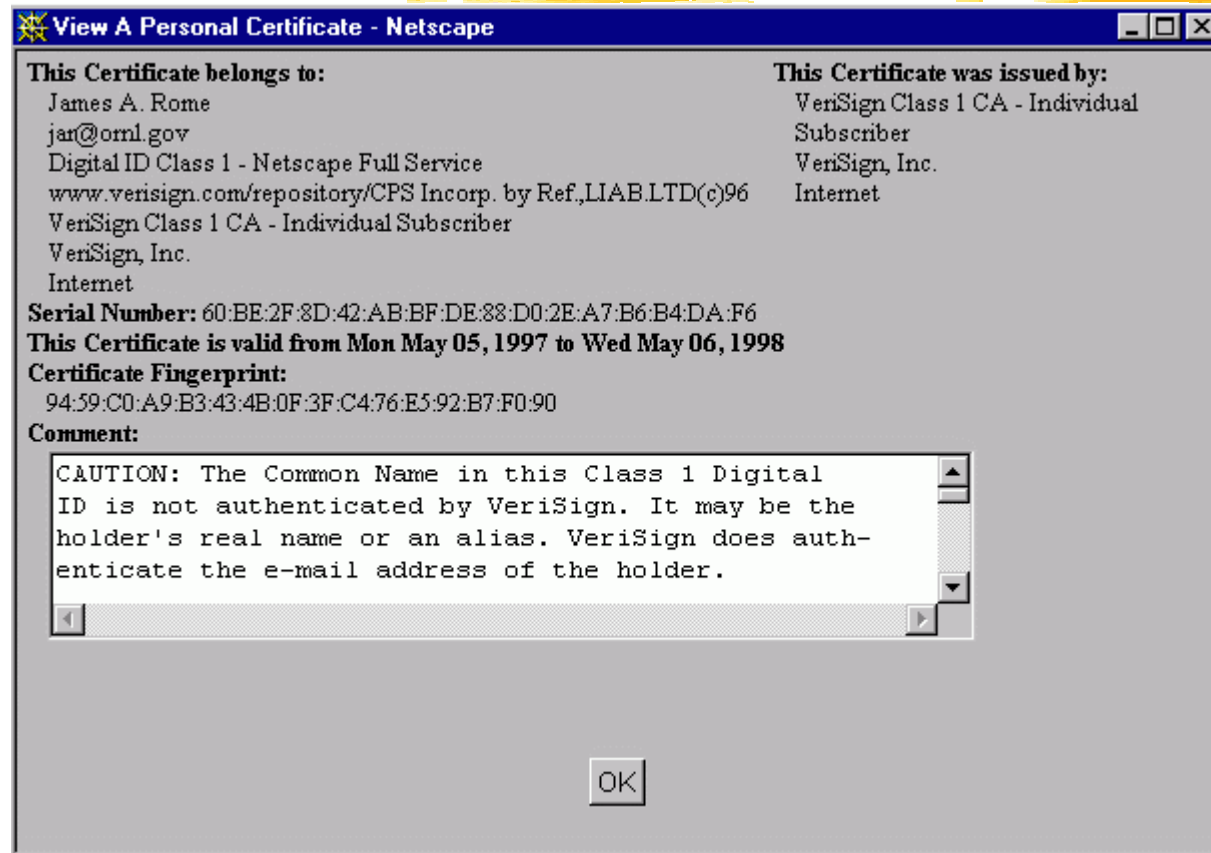 View A Personal Certificate - Netscape
This Certificate belongs to:
James A. Rome
jar@ornl.gov
Digital ID Class 1 - Netscape Full Service
www.verisign.com/repository/CPS Incorp. by Ref.,LIAB.LTD(c)96
VeriSign Class 1 CA - Individual Subscriber
VeriSign, Inc.
Internet
This Certificate was issued by:
VeriSign Class 1 CA - Individual
Subscriber
VeriSign, Inc.
Internet
Serial Number: 60:BE:2F:8D:42:AB:BF:DE:88:D0:2E:A7:B6:B4:DA:F6
This Certificate is valid from Mon May 05, 1997 to Wed May 06, 1998
Certificate Fingerprint:
94:59:C0:A9:B3:43:4B:0F:3F:C4:76:E5:92:B7:F0:90
Comment:
CAUTION: The Common Name in this Class 1 Digital
ID is not authenticated by VeriSign. It may be the
holder's real name or an alias. VeriSign does auth-
enticate the e-mail address of the holder.
OK